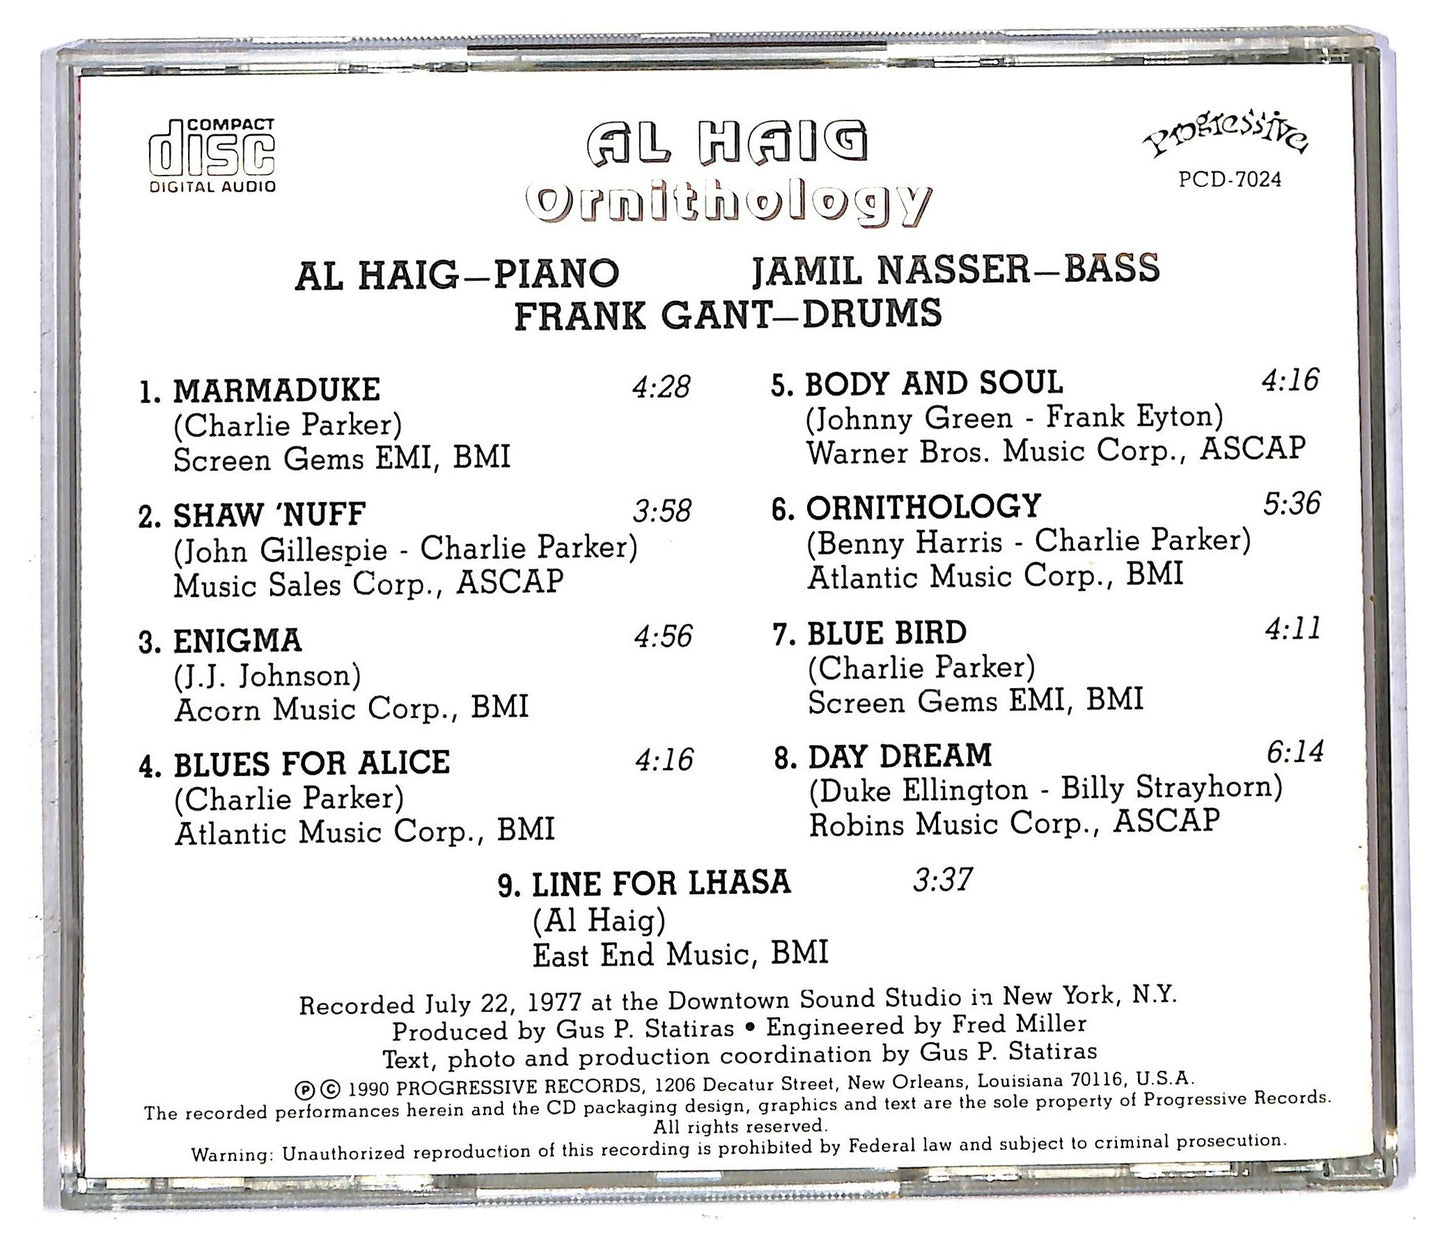 COMPACT
disc
DIGITAL AUDIO
AL HAIG
Ornithology
Progressive
PCD-7024
AL HAIG—PIANO JAMIL NASSER—BASS
FRANK GANT—DRUMS
1. MARMADUKE 4:28
(Charlie Parker)
Screen Gems EMI, BMI
2. SHAW 'NUFF 3:58
(John Gillespie - Charlie Parker)
Music Sales Corp., ASCAP
3. ENIGMA 4:56
(J.J. Johnson)
Acorn Music Corp., BMI
4. BLUES FOR ALICE 4:16
(Charlie Parker)
Atlantic Music Corp., BMI
5. BODY AND SOUL 4:16
(Johnny Green - Frank Eyton)
Warner Bros. Music Corp., ASCAP
6. ORNITHOLOGY 5:36
(Benny Harris - Charlie Parker)
Atlantic Music Corp., BMI
7. BLUE BIRD 4:11
(Charlie Parker)
Screen Gems EMI, BMI
8. DAY DREAM 6:14
(Duke Ellington - Billy Strayhorn)
Robins Music Corp., ASCAP
9. LINE FOR LHASA 3:37
(Al Haig)
East End Music, BMI
Recorded July 22, 1977 at the Downtown Sound Studio in New York, N.Y.
Produced by Gus P. Statiras • Engineered by Fred Miller
Text, photo and production coordination by Gus P. Statiras
℗ © 1990 PROGRESSIVE RECORDS, 1206 Decatur Street, New Orleans, Louisiana 70116, U.S.A.
The recorded performances herein and the CD packaging design, graphics and text are the sole property of Progressive Records.
All rights reserved.
Warning: Unauthorized reproduction of this recording is prohibited by Federal law and subject to criminal prosecution.